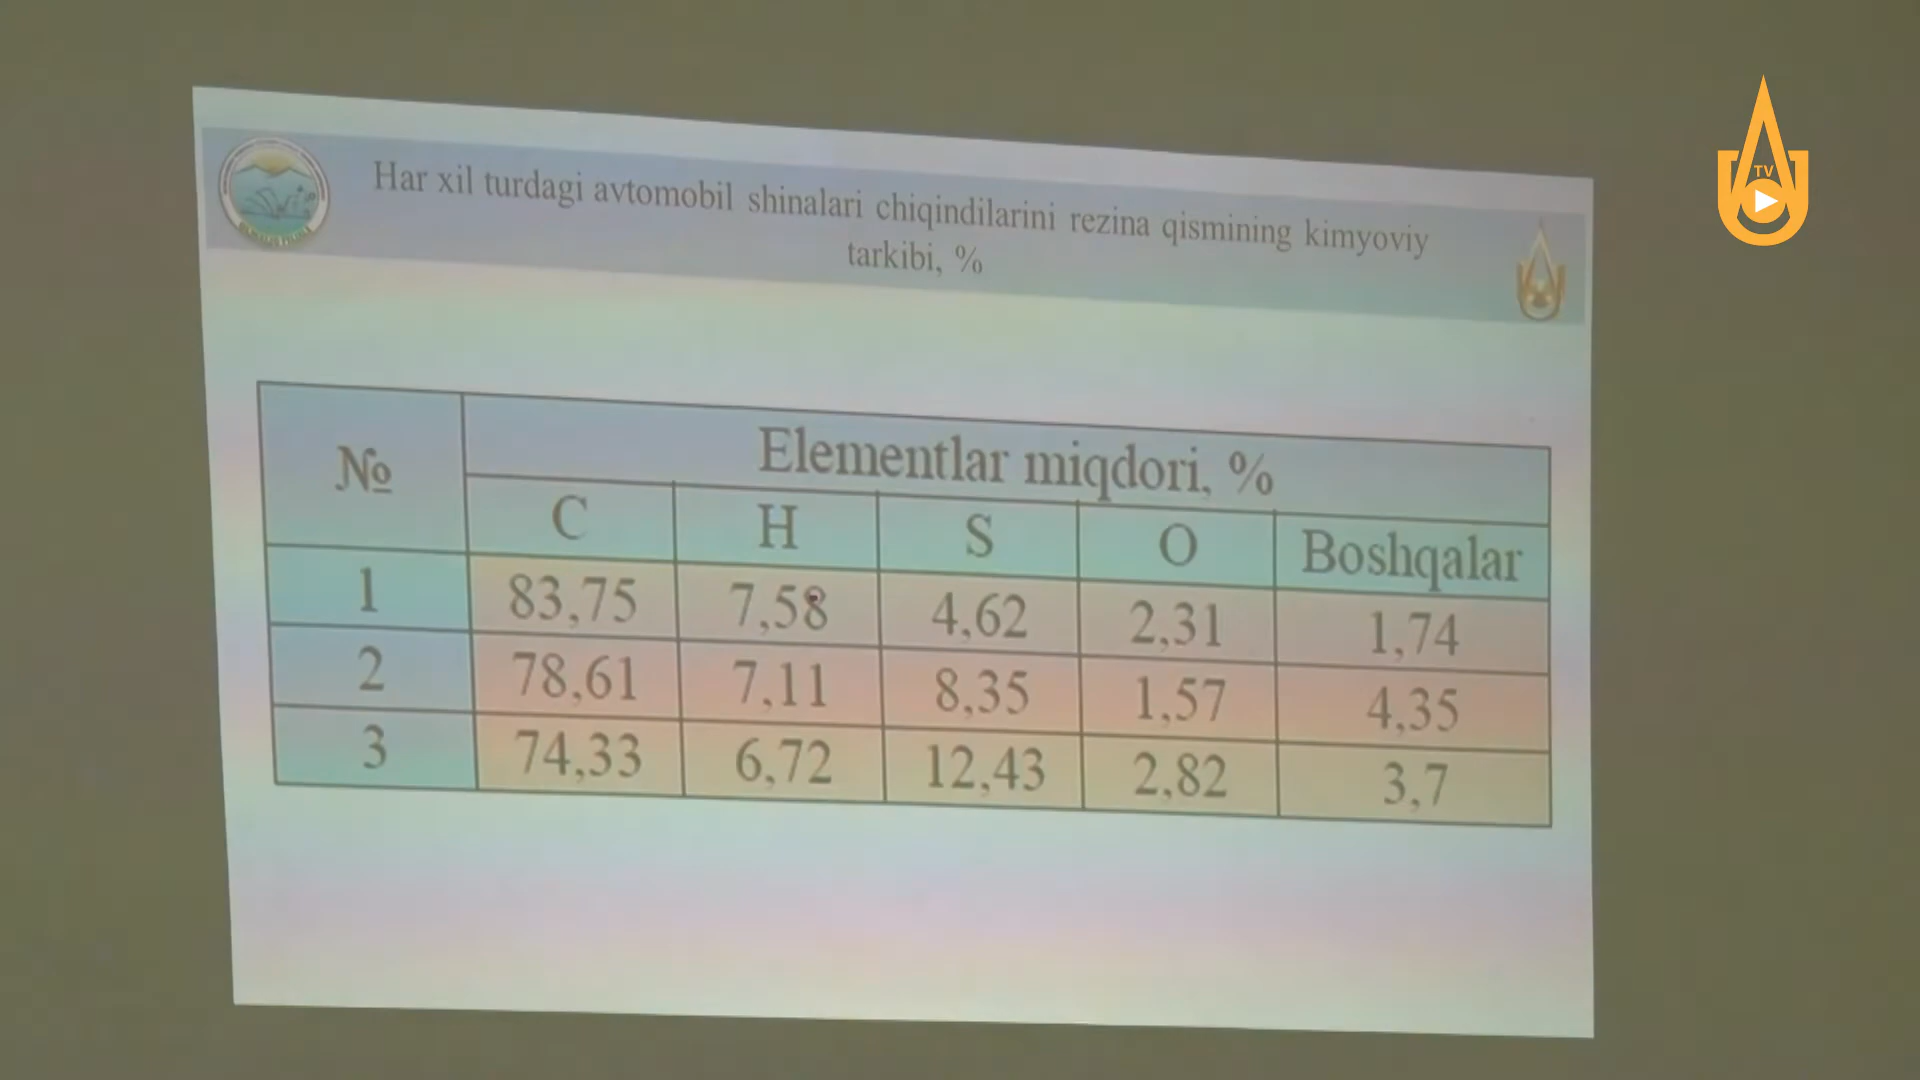 TV
Har xil turdagi avtomobil shinalari chiqindilarini rezina qismining kimyoviy
tarkibi, %
№ Elementlar miqdori, %
C H S O Boshqalar
1 83,75 7,58 4,62 2,31 1,74
2 78,61 7,11 8,35 1,57 4,35
3 74,33 6,72 12,43 2,82 3,7